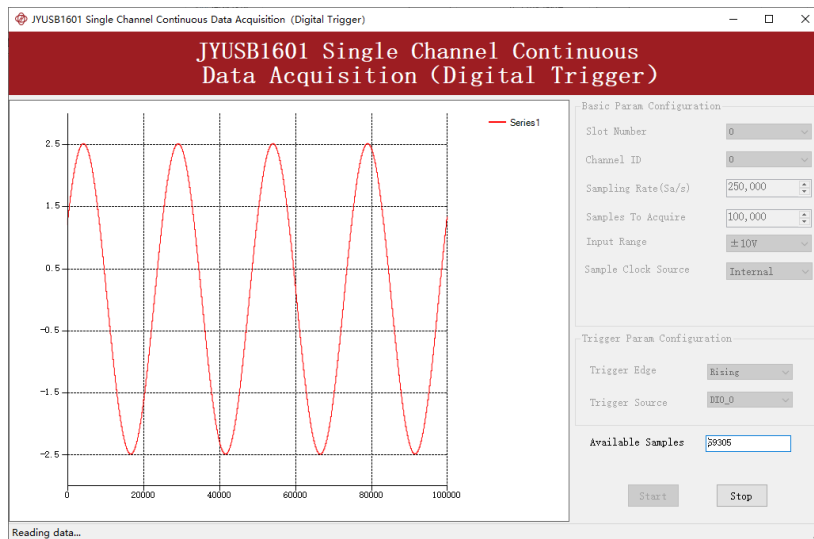 JYUSB1601 Single Channel Continuous Data Acquisition (Digital Trigger)
JYUSB1601 Single Channel Continuous
Data Acquisition (Digital Trigger)
Series1
2.5
1.5
0.5
-0.5
-1.5
-2.5
0 20000 40000 60000 80000 100000
Basic Param Configuration
Slot Number 0
Channel ID 0
Sampling Rate(Sa/s) 250,000
Samples To Acquire 100,000
Input Range ±10V
Sample Clock Source Internal
Trigger Param Configuration
Trigger Edge Rising
Trigger Source DIO_0
Available Samples
Start Stop
Reading data...